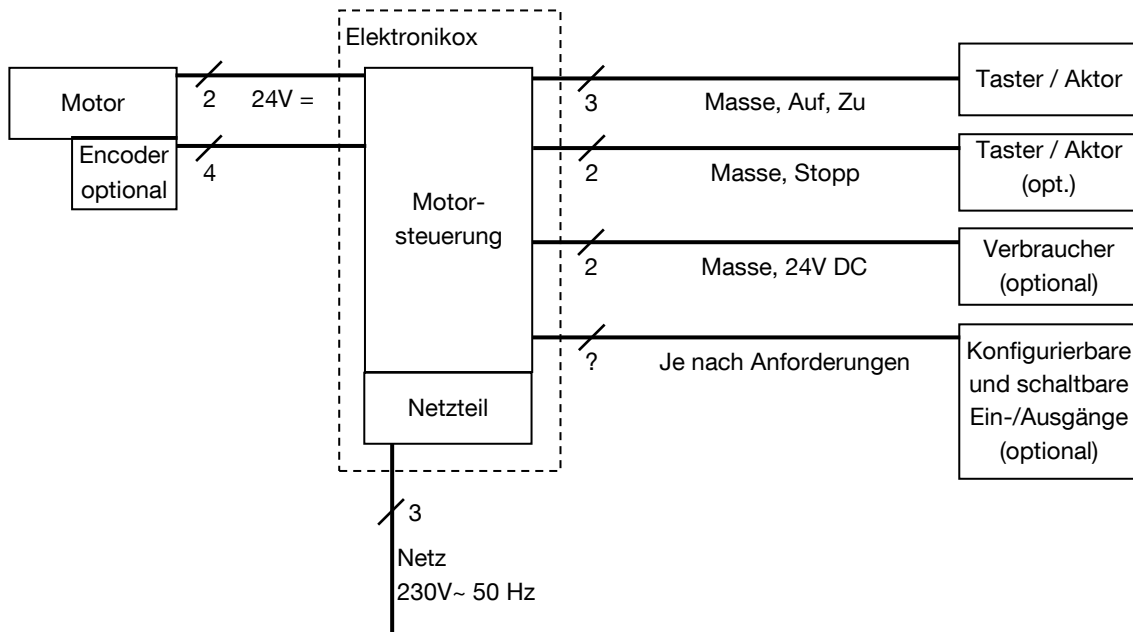 Elektronikox
Motor
2
24V =
Encoder
optional
4
Motor-
steuerung
Netzteil
3
Masse, Auf, Zu
Taster / Aktor
2
Masse, Stopp
Taster / Aktor
(opt.)
2
Masse, 24V DC
Verbraucher
(optional)
?
Je nach Anforderungen
Konfigurierbare
und schaltbare
Ein-/Ausgänge
(optional)
3
Netz
230V~ 50 Hz